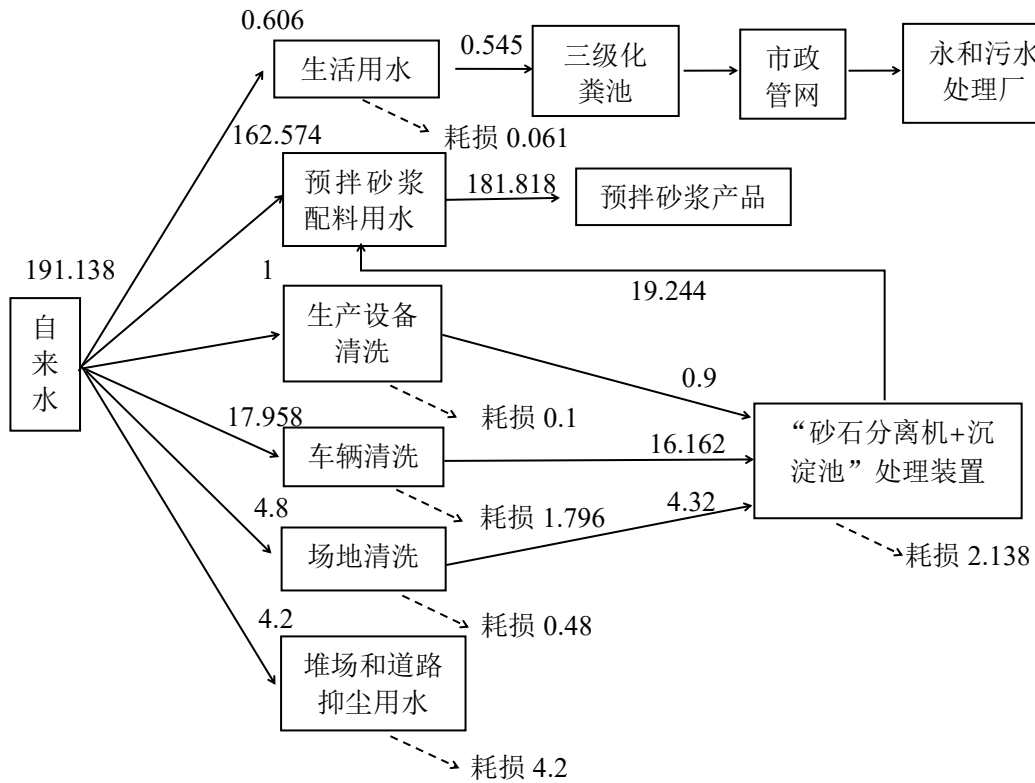 0.606
生活用水
0.545
三级化
粪池
市政
管网
永和污水
处理厂
耗损 0.061
162.574
预拌砂浆
配料用水
181.818
预拌砂浆产品
191.138
自
来
水
1
生产设备
清洗
19.244
0.9
耗损 0.1
17.958
车辆清洗
16.162
“砂石分离机+沉
淀池”处理装置
耗损 1.796
4.8
场地清洗
4.32
耗损 2.138
耗损 0.48
4.2
堆场和道路
抑尘用水
耗损 4.2